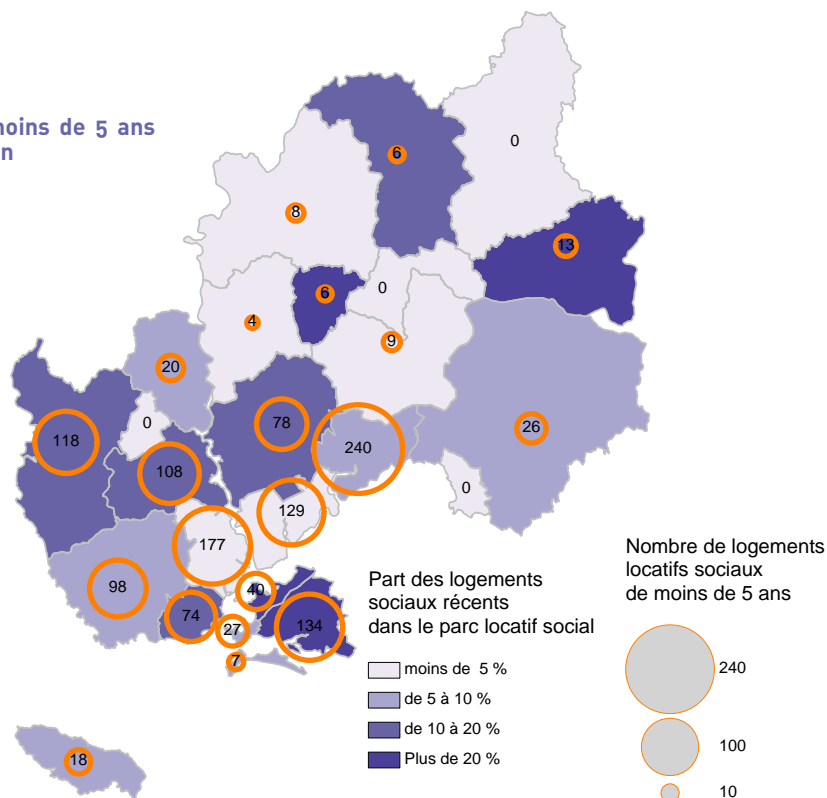 moins de 5 ans
n
0
6
8
13
0
6
4
9
20
0
118
78
26
240
108
0
129
177
98
40
74
134
27
7
18
Part des logements
sociaux récents
dans le parc locatif social
moins de 5 %
de 5 à 10 %
de 10 à 20 %
Plus de 20 %
Nombre de logements
locatifs sociaux
de moins de 5 ans
240
100
10